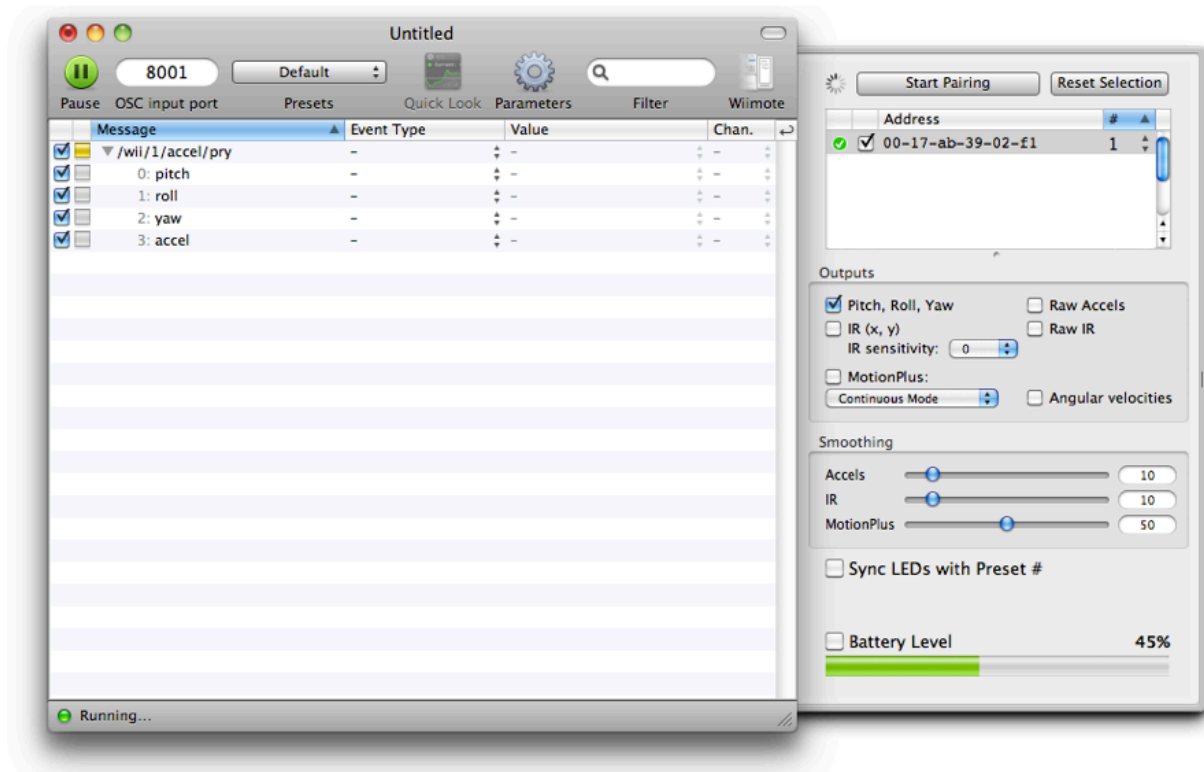 Untitled
8001 Default
Pause OSC input port Presets Quick Look Parameters Filter Wiimote
Message Event Type Value Chan.
/wii/1/accel/pry - - -
0: pitch - - -
1: roll - - -
2: yaw - - -
3: accel - - -
Running...
Start Pairing Reset Selection
Address #
00-17-ab-39-02-f1 1
Outputs
Pitch, Roll, Yaw Raw Accels
IR (x, y) Raw IR
IR sensitivity: 0
MotionPlus:
Continuous Mode Angular velocities
Smoothing
Accels 10
IR 10
MotionPlus 50
Sync LEDs with Preset #
Battery Level 45%